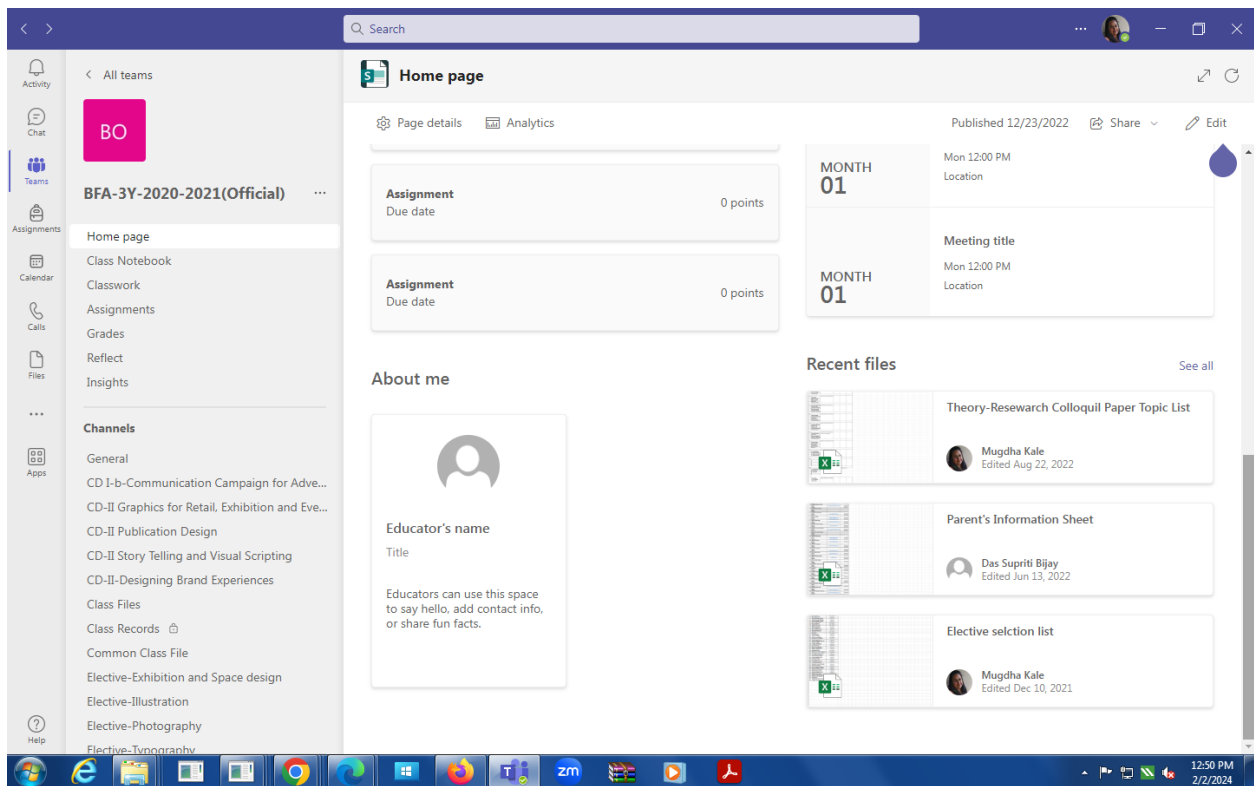 Search
Activity
Chat
Teams
Assignments
Calendar
Calls
Files
Apps
Help
All teams
BO
BFA-3Y-2020-2021(Official)
Home page
Class Notebook
Classwork
Assignments
Grades
Reflect
Insights
Channels
General
CD I-b-Communication Campaign for Adve...
CD-II Graphics for Retail, Exhibition and Eve...
CD-II Publication Design
CD-II Story Telling and Visual Scripting
CD-II-Designing Brand Experiences
Class Files
Class Records
Common Class File
Elective-Exhibition and Space design
Elective-Illustration
Elective-Photography
Elective-Typography
Home page
Page details
Analytics
Published 12/23/2022
Share
Edit
Assignment
Due date
0 points
Assignment
Due date
0 points
MONTH
01
Mon 12:00 PM
Location
MONTH
01
Meeting title
Mon 12:00 PM
Location
About me
Educator's name
Title
Educators can use this space
to say hello, add contact info,
or share fun facts.
Recent files
See all
Theory-Resewarch Colloquil Paper Topic List
Mugdha Kale
Edited Aug 22, 2022
Parent's Information Sheet
Das Supriti Bijay
Edited Jun 13, 2022
Elective selction list
Mugdha Kale
Edited Dec 10, 2021
zm
12:50 PM
2/2/2024